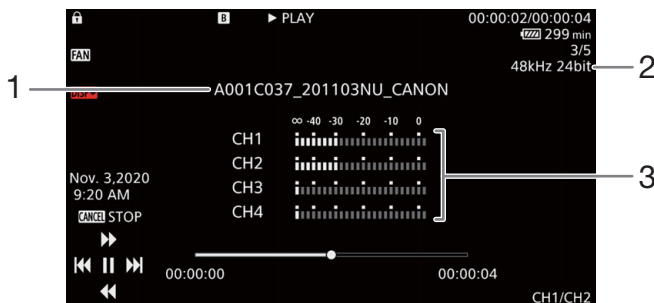 B ► PLAY 00:00:02/00:00:04
299 min
FAN 3/5
48kHz 24bit 2
1 A001C037_201103NU_CANON
∞ -40 -30 -20 -10 0
CH1
CH2
CH3
CH4
3
Nov. 3,2020
9:20 AM
CANCEL STOP
00:00:00 00:00:04
CH1/CH2